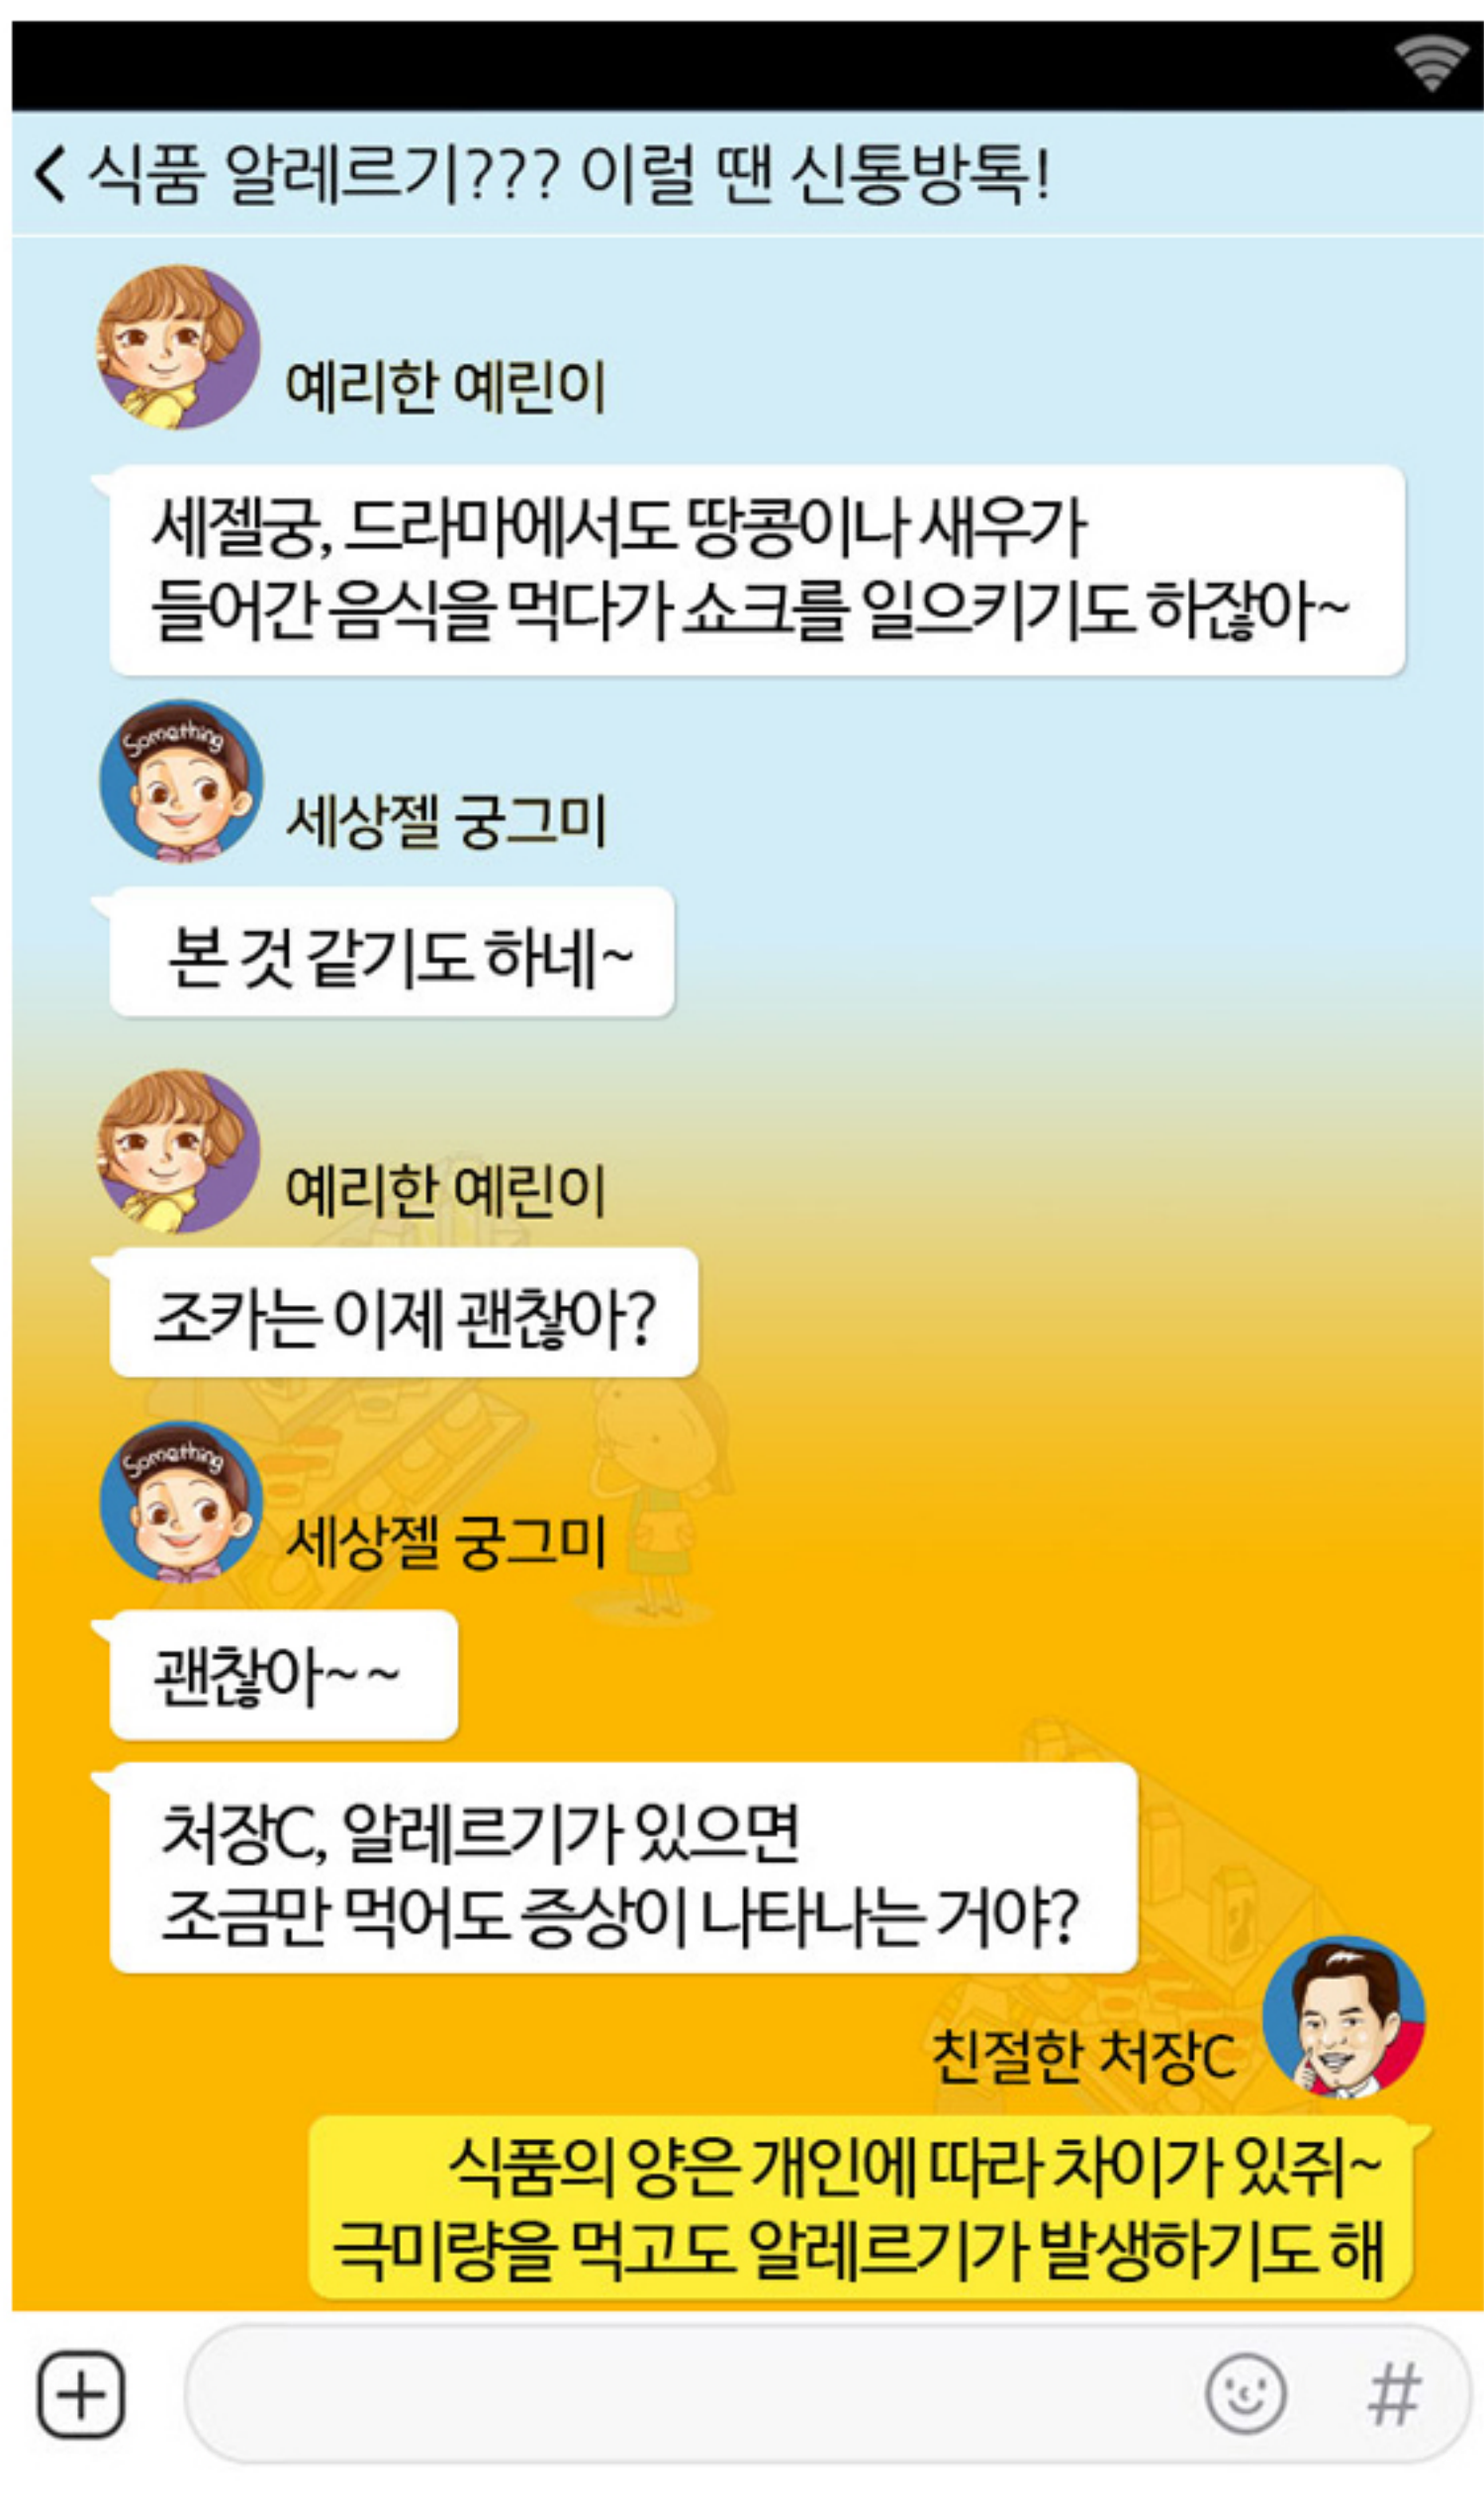 식품 알레르기??? 이럴 땐 신통방톡!
예리한 예린이
세젤궁, 드라마에서도 땅콩이나 새우가
들어간 음식을 먹다가 쇼크를 일으키기도 하잖아~
Something
세상젤 궁그미
본 것 같기도 하네~
예리한 예린이
조카는 이제 괜찮아?
Something
세상젤 궁그미
괜찮아~~
처장C, 알레르기가 있으면
조금만 먹어도 증상이 나타나는 거야?
친절한 처장C
식품의 양은 개인에 따라 차이가 있쥐~
극미량을 먹고도 알레르기가 발생하기도 해
#